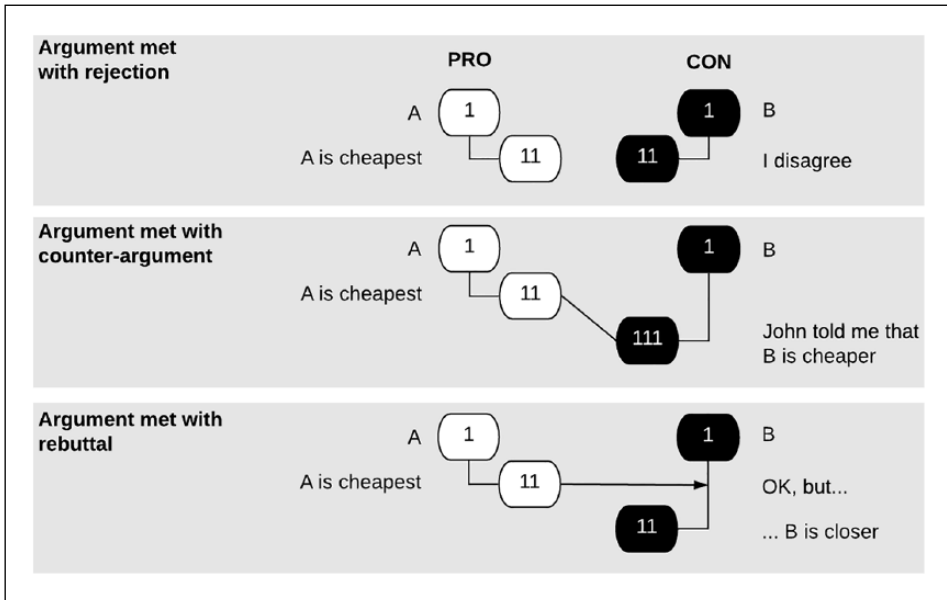 Argument met
with rejection
PRO
CON
A
1
1
B
A is cheapest
11
11
I disagree
Argument met with
counter-argument
A
1
1
B
A is cheapest
11
111
John told me that
B is cheaper
Argument met with
rebuttal
A
1
1
B
A is cheapest
11
OK, but...
11
... B is closer